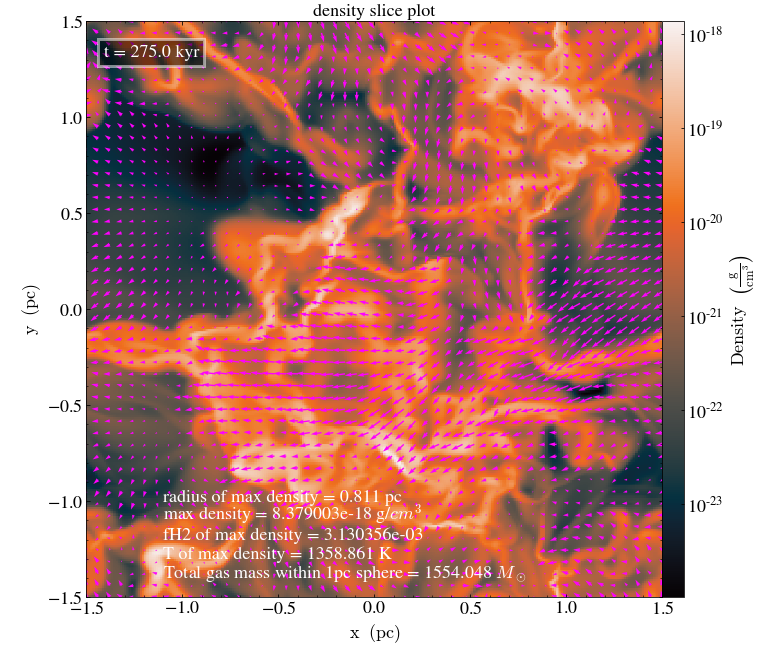 density slice plot
t = 275.0 kyr
1.5
1.0
0.5
0.0
−0.5
−1.0
−1.5
y (pc)
radius of max density = 0.811 pc
max density = 8.379003e-18 g/cm³
fH2 of max density = 3.130356e-03
T of max density = 1358.861 K
Total gas mass within 1pc sphere = 1554.048 M⊙
−1.5 −1.0 −0.5 0.0 0.5 1.0 1.5
x (pc)
10⁻¹⁸
10⁻¹⁹
10⁻²⁰
10⁻²¹
10⁻²²
10⁻²³
Density (g/cm³)